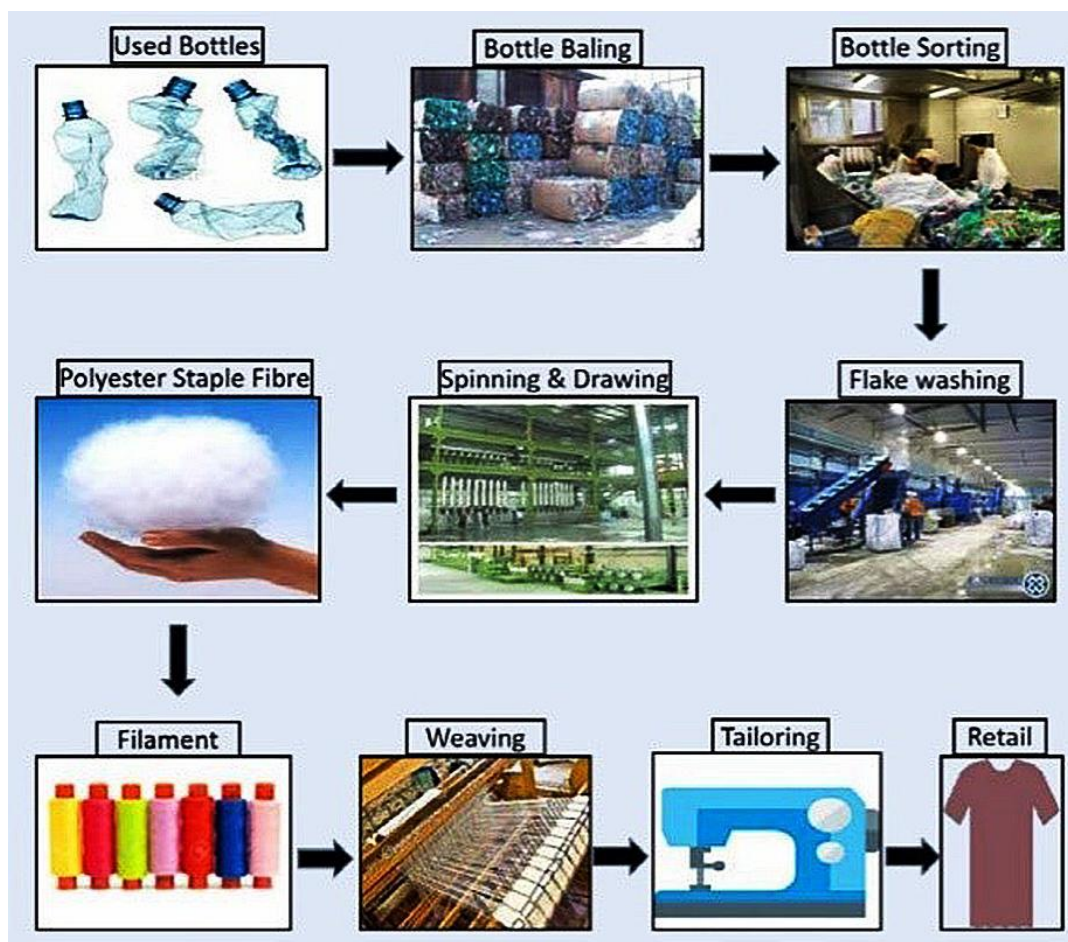 Used Bottles
Bottle Baling
Bottle Sorting
Flake washing
Spinning & Drawing
Polyester Staple Fibre
Filament
Weaving
Tailoring
Retail